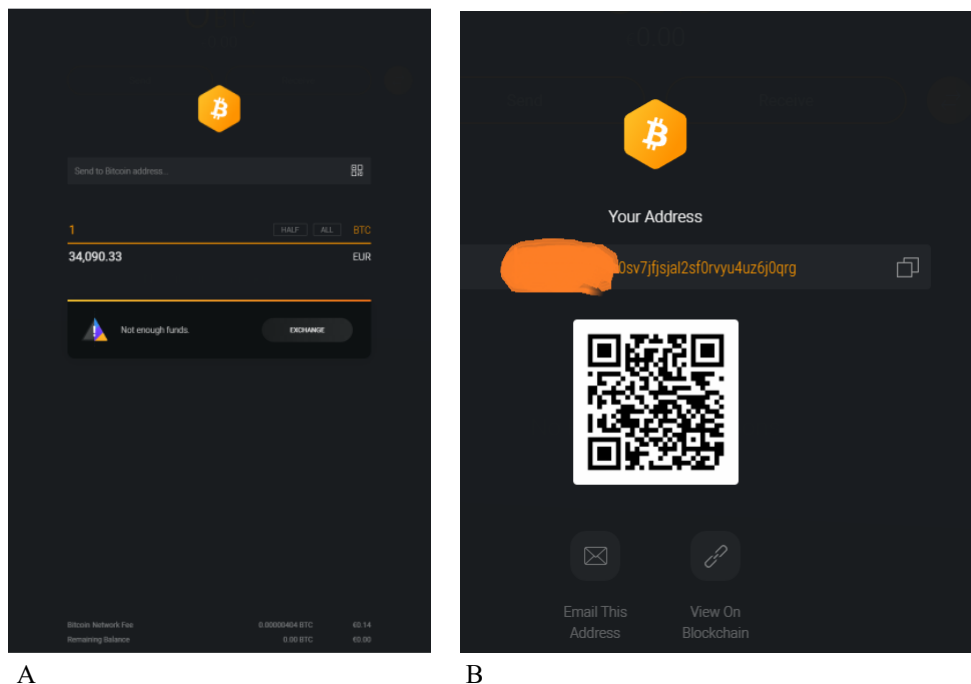 Send to Bitcoin address...
1 HALF ALL BTC
34,090.33 EUR
Not enough funds. EXCHANGE
Bitcoin Network Fee 0.00000404 BTC €0.14
Remaining Balance 0.00 BTC €0.00
A
0.00
Your Address
0sv7jfjsjal2sf0rvyu4uz6j0qrg
Email This
Address
View On
Blockchain
B